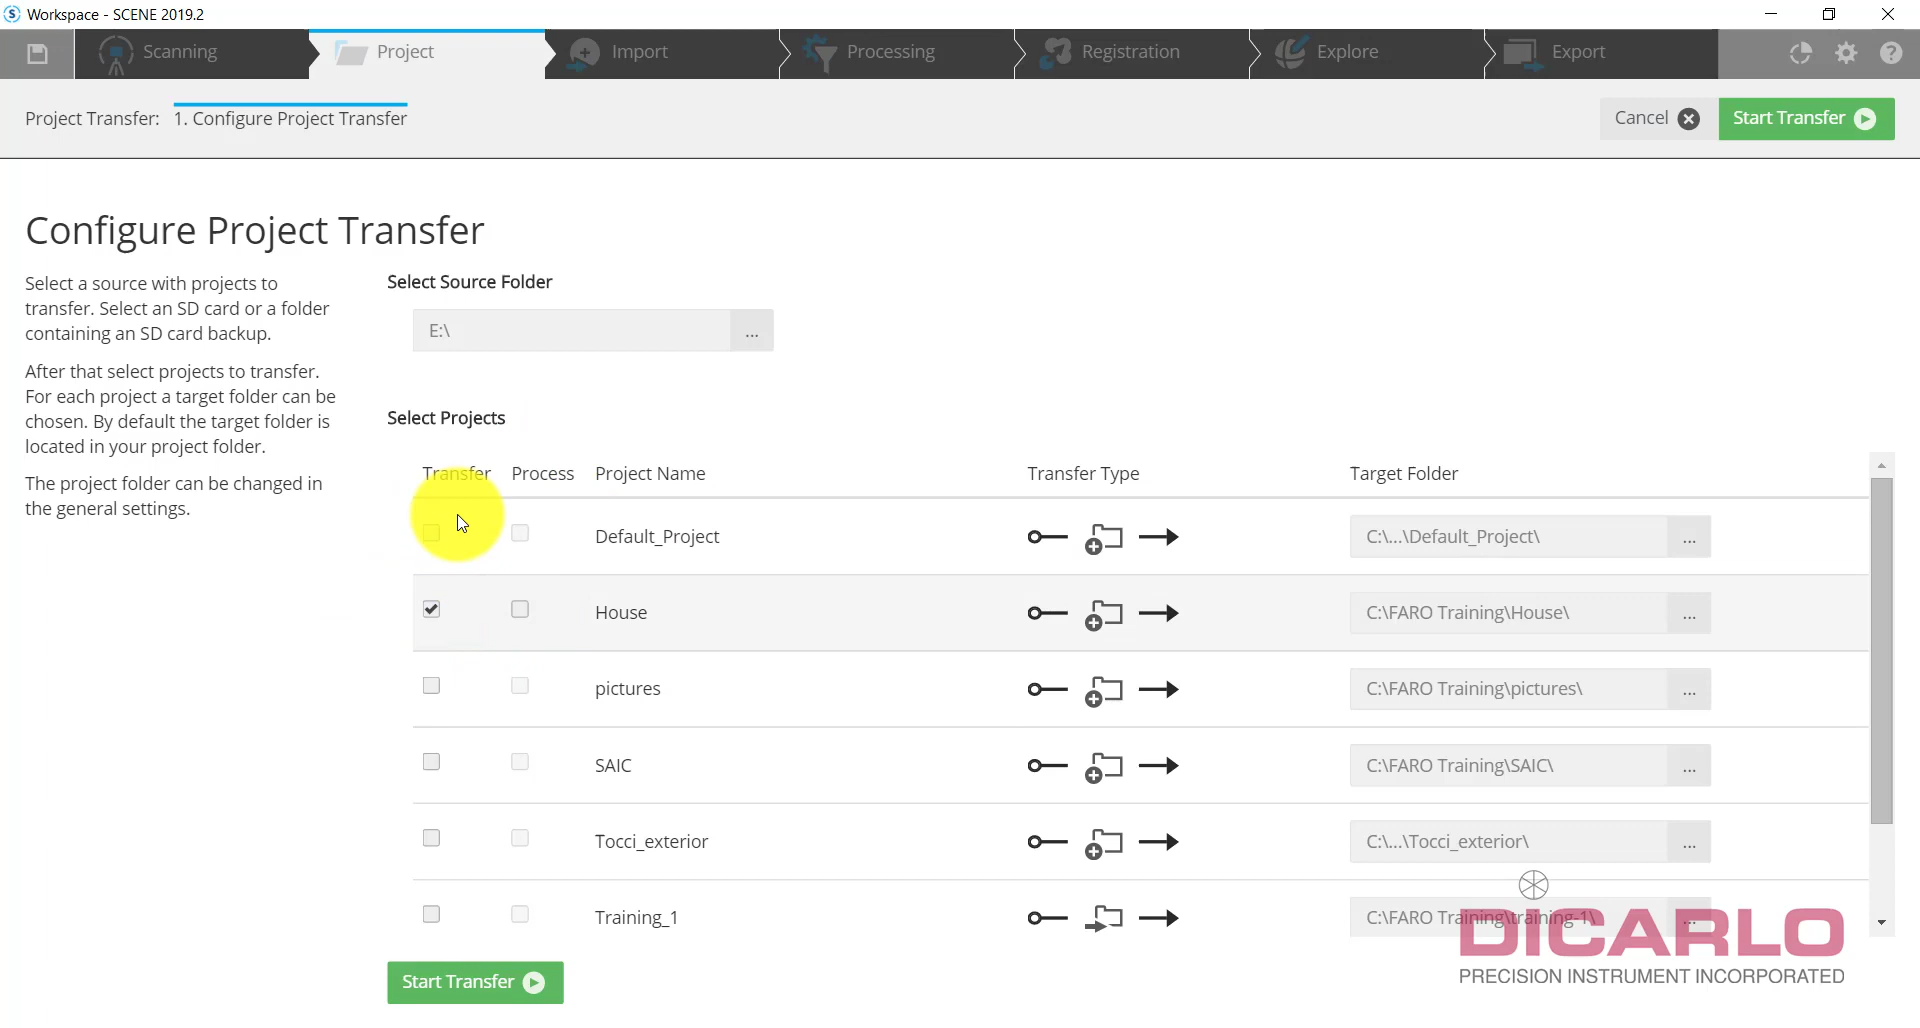 Workspace - SCENE 2019.2
Scanning
Project
Import
Processing
Registration
Explore
Export
Project Transfer: 1. Configure Project Transfer
Cancel
Start Transfer
Configure Project Transfer
Select a source with projects to
transfer. Select an SD card or a folder
containing an SD card backup.
After that select projects to transfer.
For each project a target folder can be
chosen. By default the target folder is
located in your project folder.
The project folder can be changed in
the general settings.
Select Source Folder
E:\ ...
Select Projects
Transfer Process Project Name Transfer Type Target Folder
Default_Project C:\...\Default_Project\ ...
House C:\FARO Training\House\ ...
pictures C:\FARO Training\pictures\ ...
SAIC C:\FARO Training\SAIC\ ...
Tocci_exterior C:\...\Tocci_exterior\ ...
Training_1 C:\FARO Training\training-1\ ...
Start Transfer
DICARLO
PRECISION INSTRUMENT INCORPORATED